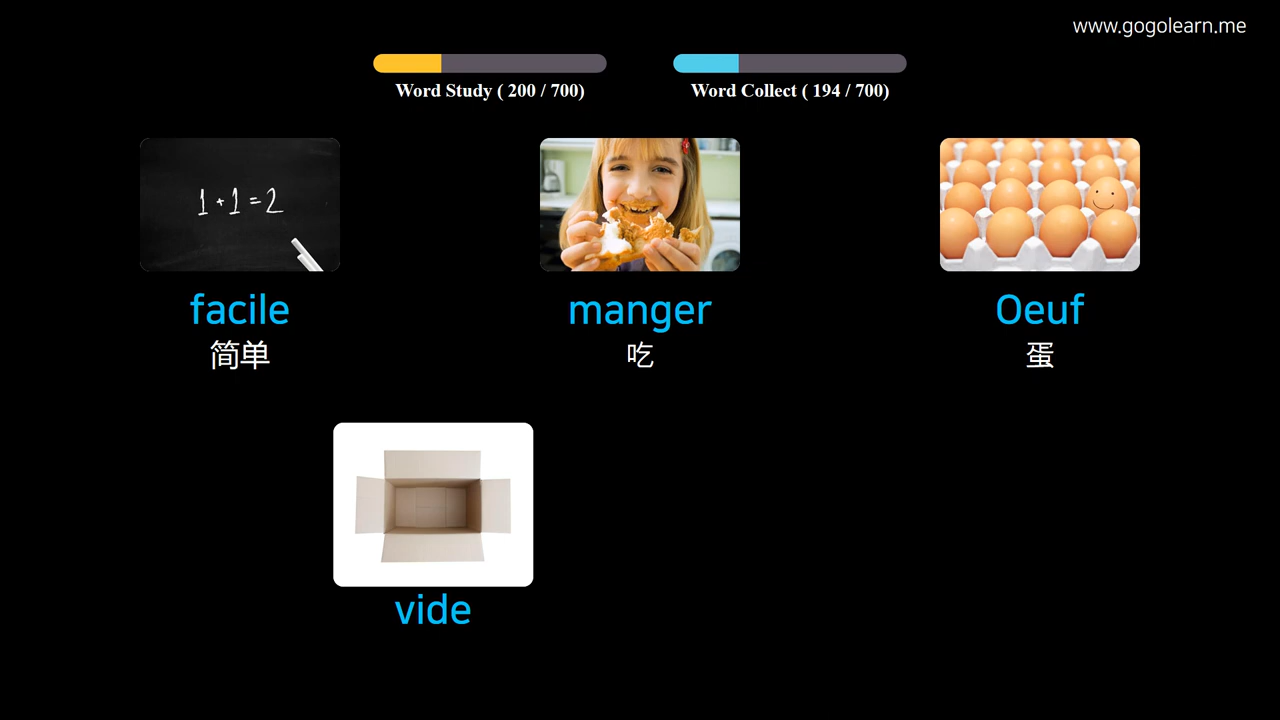 www.gogolearn.me
Word Study ( 200 / 700)
Word Collect ( 194 / 700)
1 + 1 = 2
facile
manger
Oeuf
简单
吃
蛋
vide